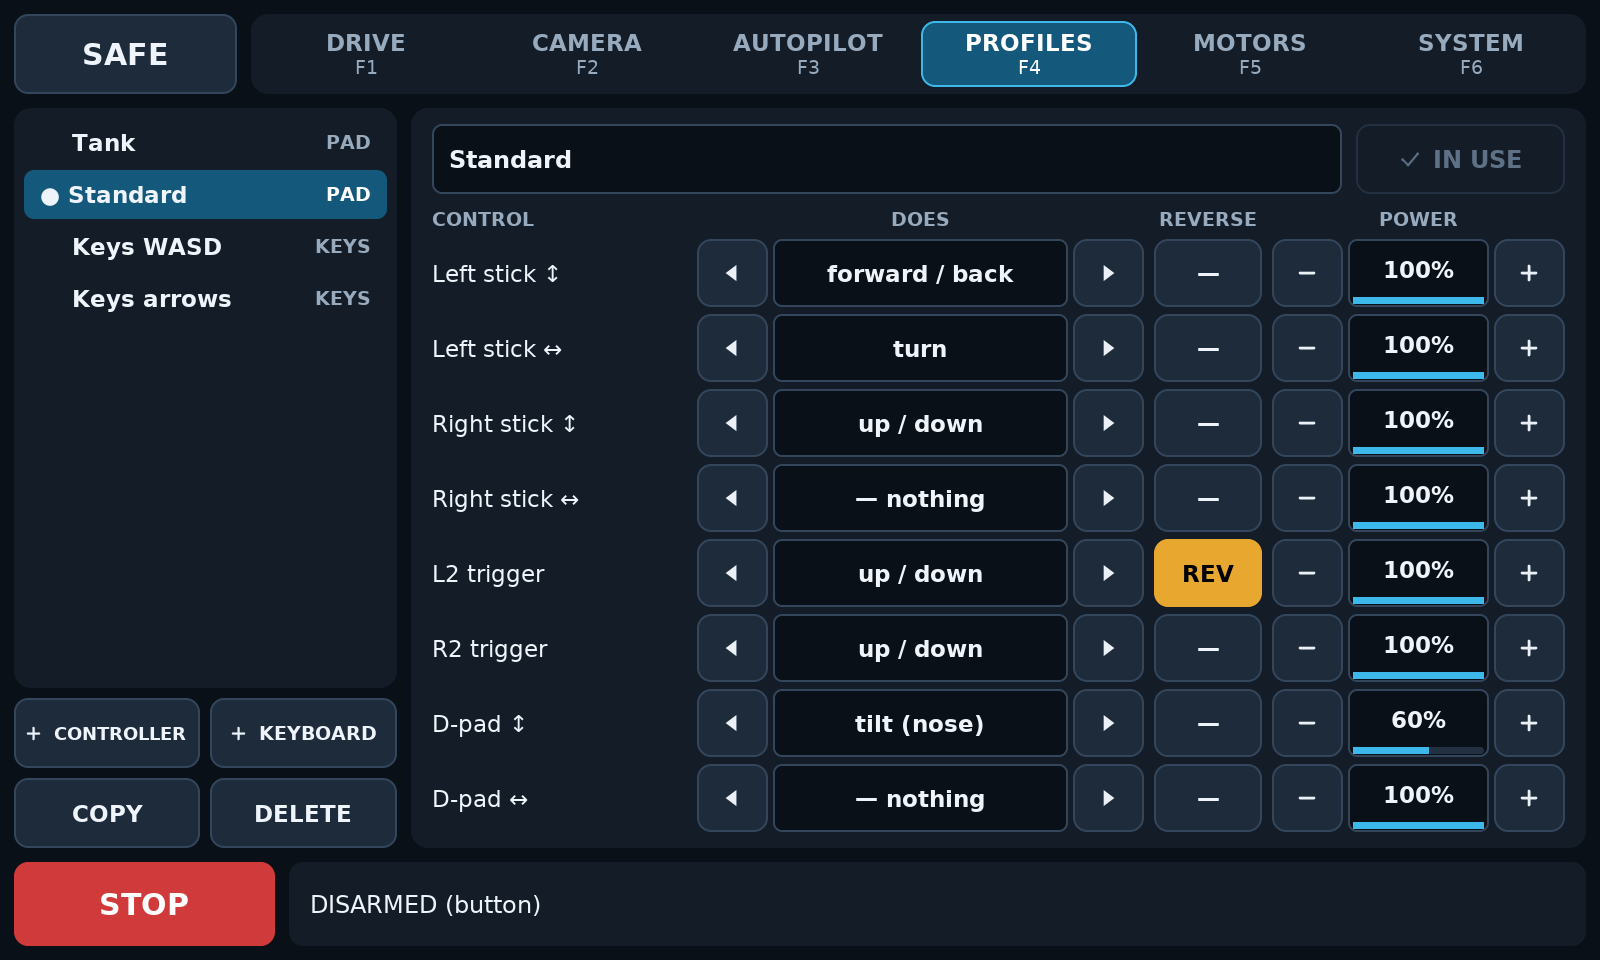 SAFE
DRIVE
F1
CAMERA
F2
AUTOPILOT
F3
PROFILES
F4
MOTORS
F5
SYSTEM
F6
Tank PAD
● Standard PAD
Keys WASD KEYS
Keys arrows KEYS
+ CONTROLLER
+ KEYBOARD
COPY
DELETE
Standard
✓ IN USE
CONTROL DOES REVERSE POWER
Left stick ↕ ◀ forward / back ▶ — − 100% +
Left stick ↔ ◀ turn ▶ — − 100% +
Right stick ↕ ◀ up / down ▶ — − 100% +
Right stick ↔ ◀ — nothing ▶ — − 100% +
L2 trigger ◀ up / down ▶ REV − 100% +
R2 trigger ◀ up / down ▶ — − 100% +
D-pad ↕ ◀ tilt (nose) ▶ — − 60% +
D-pad ↔ ◀ — nothing ▶ — − 100% +
STOP
DISARMED (button)